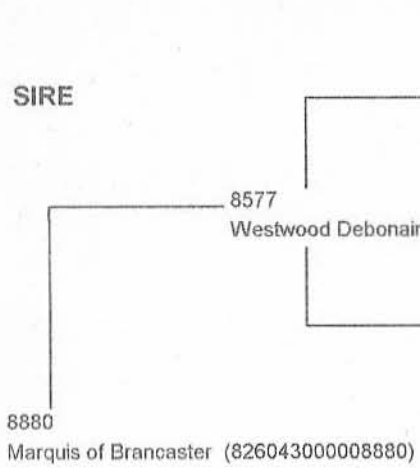 SIRE
8577
Westwood Debonair
8880
Marquis of Brancaster (826043000008880)